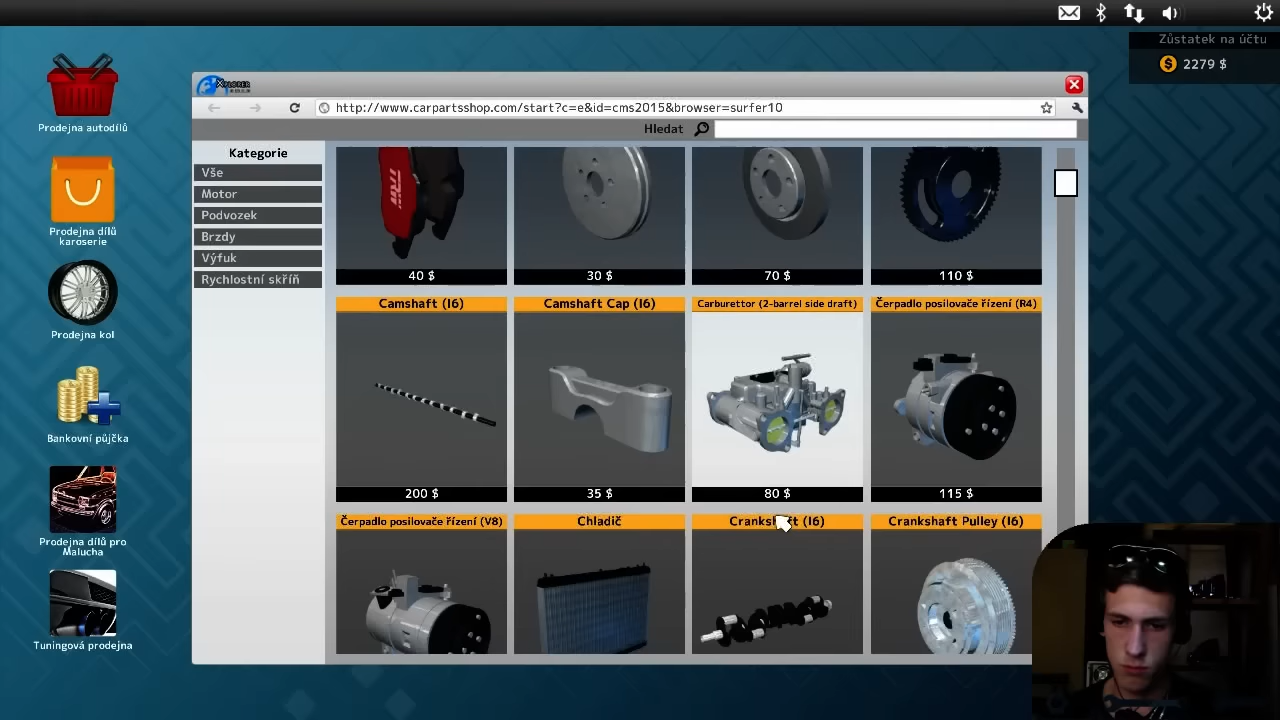 Zůstatek na účtu
2279 $
Prodejna autodílů
Prodejna dílů
karoserie
Prodejna kol
Bankovní půjčka
Prodejna dílů pro
Malucha
Tuningová prodejna
XPLORER
http://www.carpartsshop.com/start?c=e&id=cms2015&browser=surfer10
Hledat
Kategorie
Vše
Motor
Podvozek
Brzdy
Výfuk
Rychlostní skříň
TRW
40 $
30 $
70 $
110 $
Camshaft (I6)
Camshaft Cap (I6)
Carburettor (2-barrel side draft)
Čerpadlo posilovače řízení (R4)
200 $
35 $
80 $
115 $
Čerpadlo posilovače řízení (V8)
Chladič
Crankshaft (I6)
Crankshaft Pulley (I6)